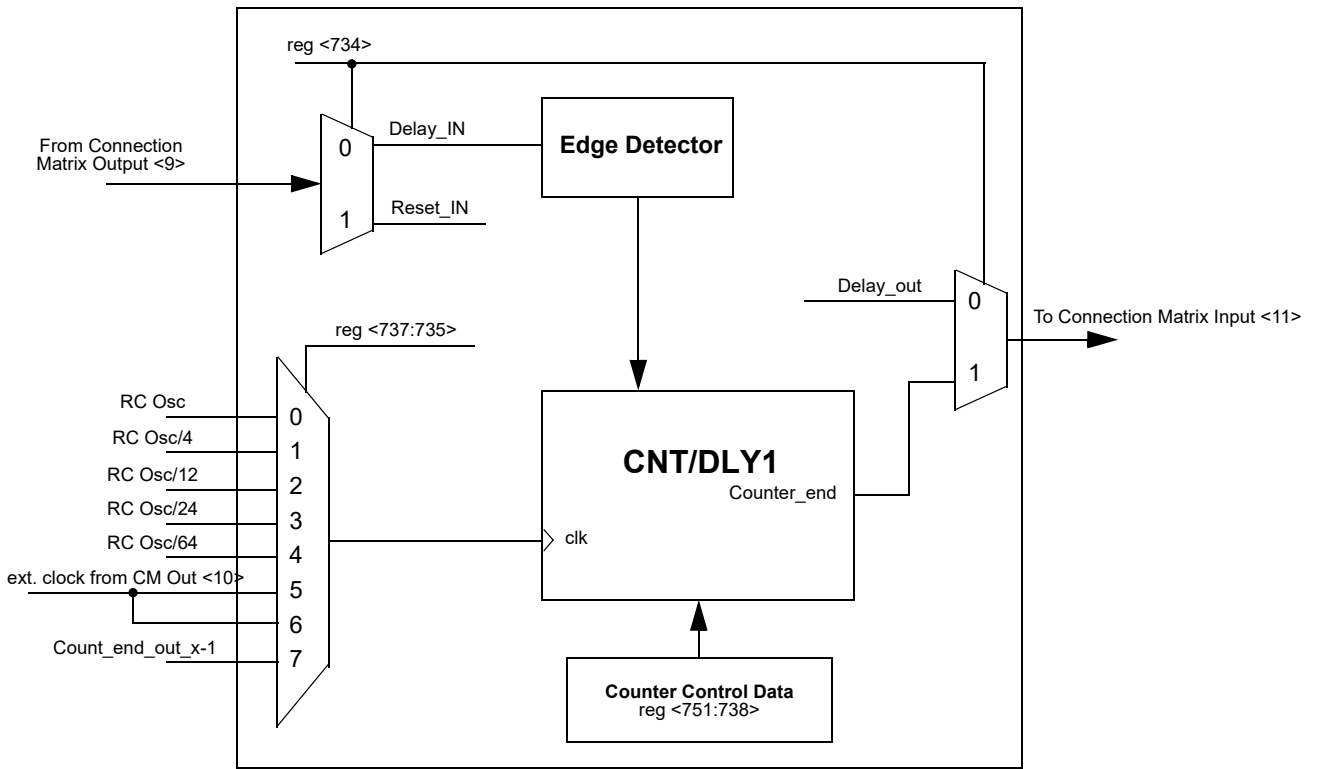 reg <734>
From Connection
Matrix Output <9>
0
1
Delay_IN
Reset_IN
Edge Detector
Delay_out
0
1
To Connection Matrix Input <11>
reg <737:735>
RC Osc
0
RC Osc/4
1
RC Osc/12
2
RC Osc/24
3
RC Osc/64
4
ext. clock from CM Out <10>
5
6
Count_end_out_x-1
7
CNT/DLY1
Counter_end
clk
Counter Control Data
reg <751:738>